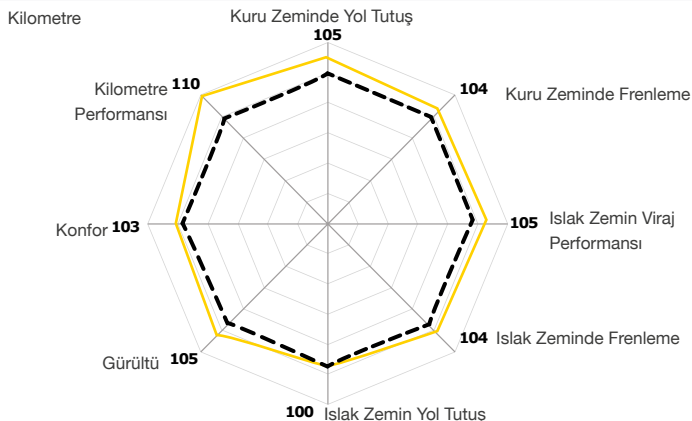 Kilometre
Kuru Zeminde Yol Tutuş
105
104
Kuru Zeminde Frenleme
105
Islak Zemin Viraj
Performansı
104
Islak Zeminde Frenleme
100
Islak Zemin Yol Tutus
105
Gürültü
103
Konfor
110
Kilometre
Performansı